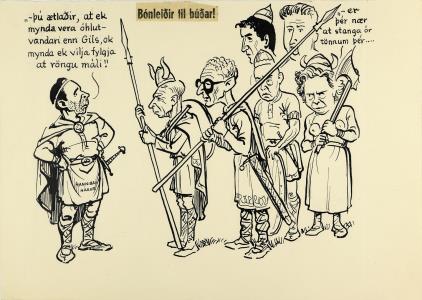 „-þú ætlaðir, at ek
mynda vera óhlut-
vandari enn Gils, ok
mynda ek vilja fylgja
at röngu máli”!
Bónleiðir til búðar!
„- er
þér nær
at stanga ór
tönnum þér....
HANNIBAL